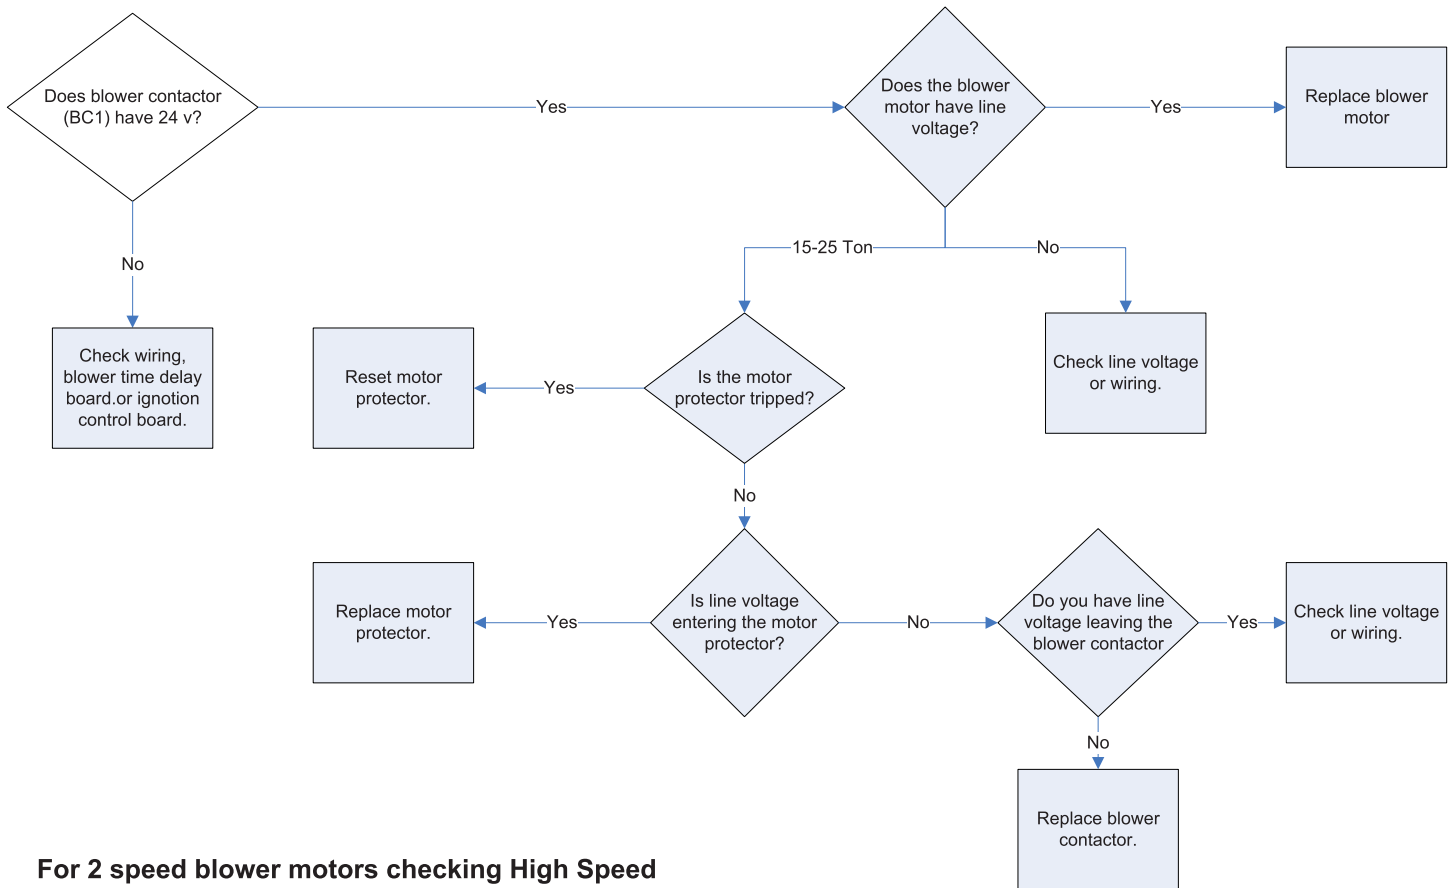 Does blower contactor
(BC1) have 24 v?
Yes
Does the blower
motor have line
voltage?
Yes
Replace blower
motor
No
15-25 Ton
No
Check wiring,
blower time delay
board.or ignotion
control board.
Reset motor
protector.
Yes
Is the motor
protector tripped?
Check line voltage
or wiring.
No
Replace motor
protector.
Yes
Is line voltage
entering the motor
protector?
No
Do you have line
voltage leaving the
blower contactor
Yes
Check line voltage
or wiring.
No
Replace blower
contactor.
For 2 speed blower motors checking High Speed